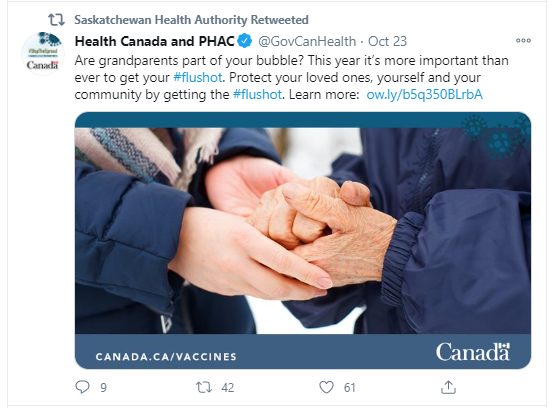 Saskatchewan Health Authority Retweeted
Health Canada and PHAC @GovCanHealth · Oct 23
Are grandparents part of your bubble? This year it's more important than
ever to get your #flushot. Protect your loved ones, yourself and your
community by getting the #flushot. Learn more: ow.ly/b5q350BLrbA
Canada
CANADA.CA/VACCINES
Canada
9 42 61